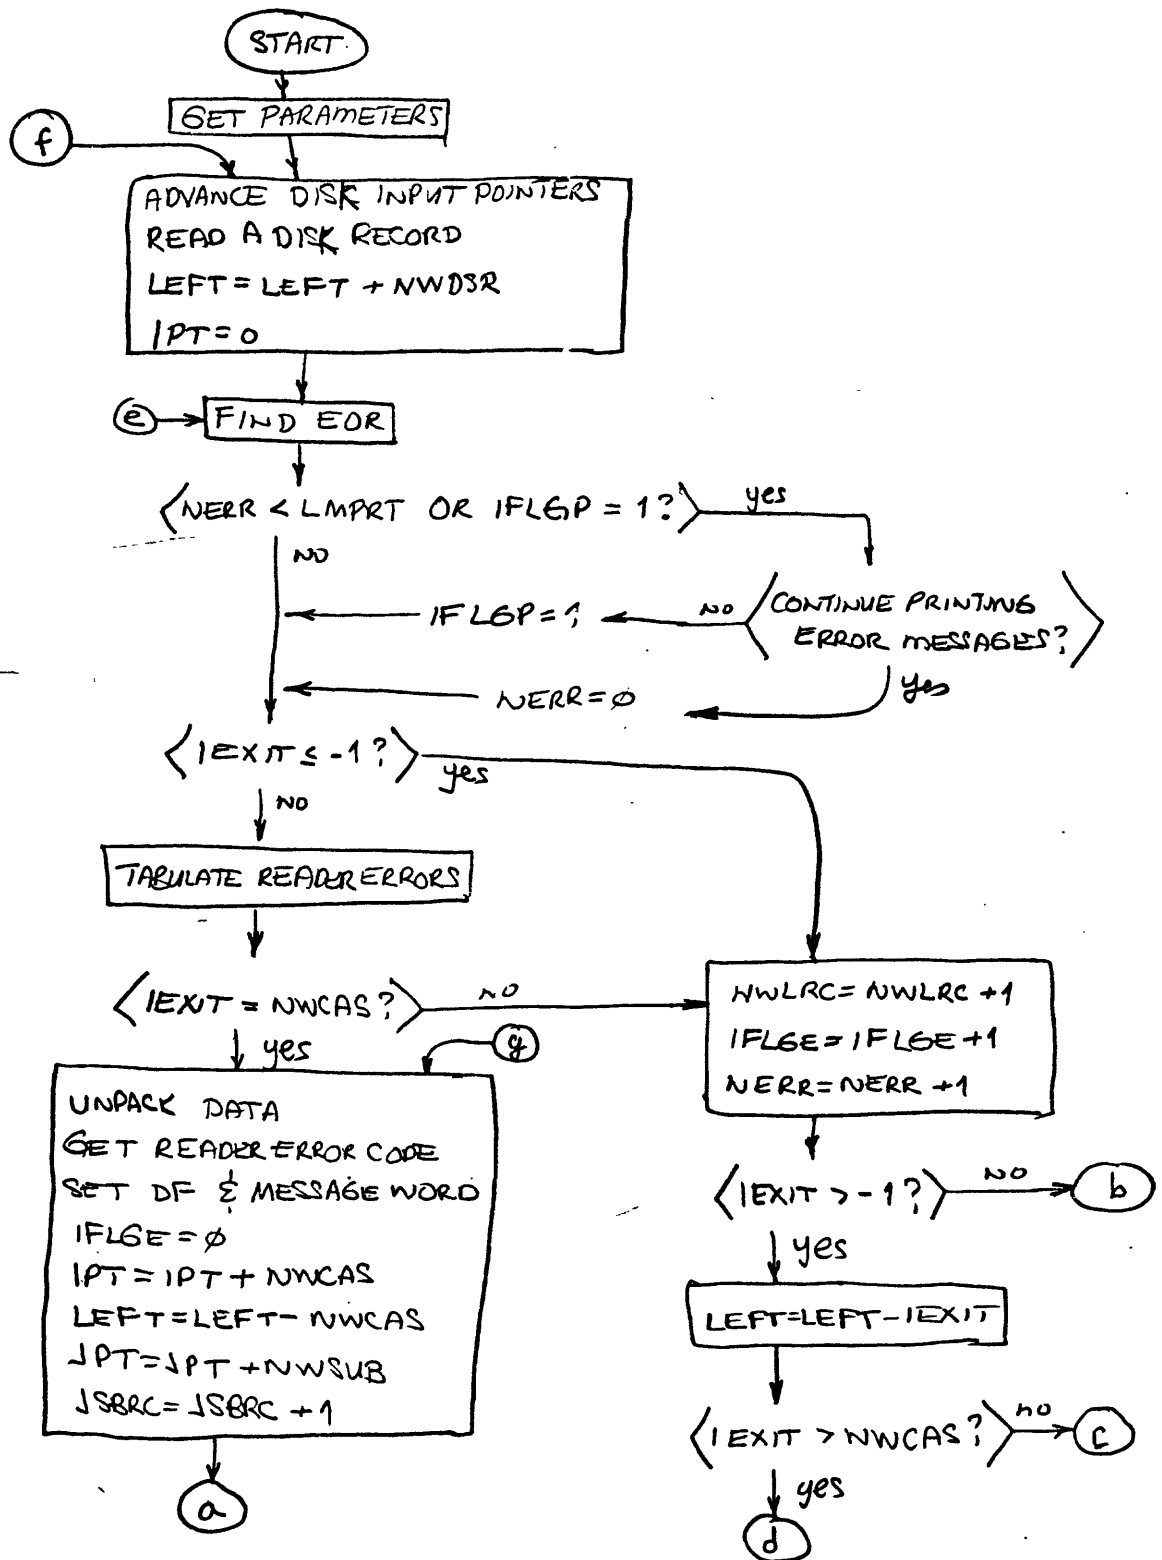 START
GET PARAMETERS
f
ADVANCE DISK INPUT POINTERS
READ A DISK RECORD
LEFT = LEFT + NWDSR
IPT = 0
e
FIND EOR
NERR < LMPRT OR IFLGP = 1?
yes
NO
CONTINUE PRINTING
ERROR MESSAGES?
NO
IFLGP = 1
yes
NERR = ∅
IEXIT ≤ -1?
yes
NO
TABULATE READER ERRORS
IEXIT = NWCAS?
NO
yes
g
NWLRC = NWLRC + 1
IFLGE = IFLGE + 1
NERR = NERR + 1
UNPACK DATA
GET READER ERROR CODE
SET DF & MESSAGE WORD
IFLGE = ∅
IPT = IPT + NWCAS
LEFT = LEFT - NWCAS
JPT = JPT + NWSUB
JSBRC = JSBRC + 1
a
IEXIT > -1?
NO
b
yes
LEFT = LEFT - IEXIT
IEXIT > NWCAS?
no
c
yes
d